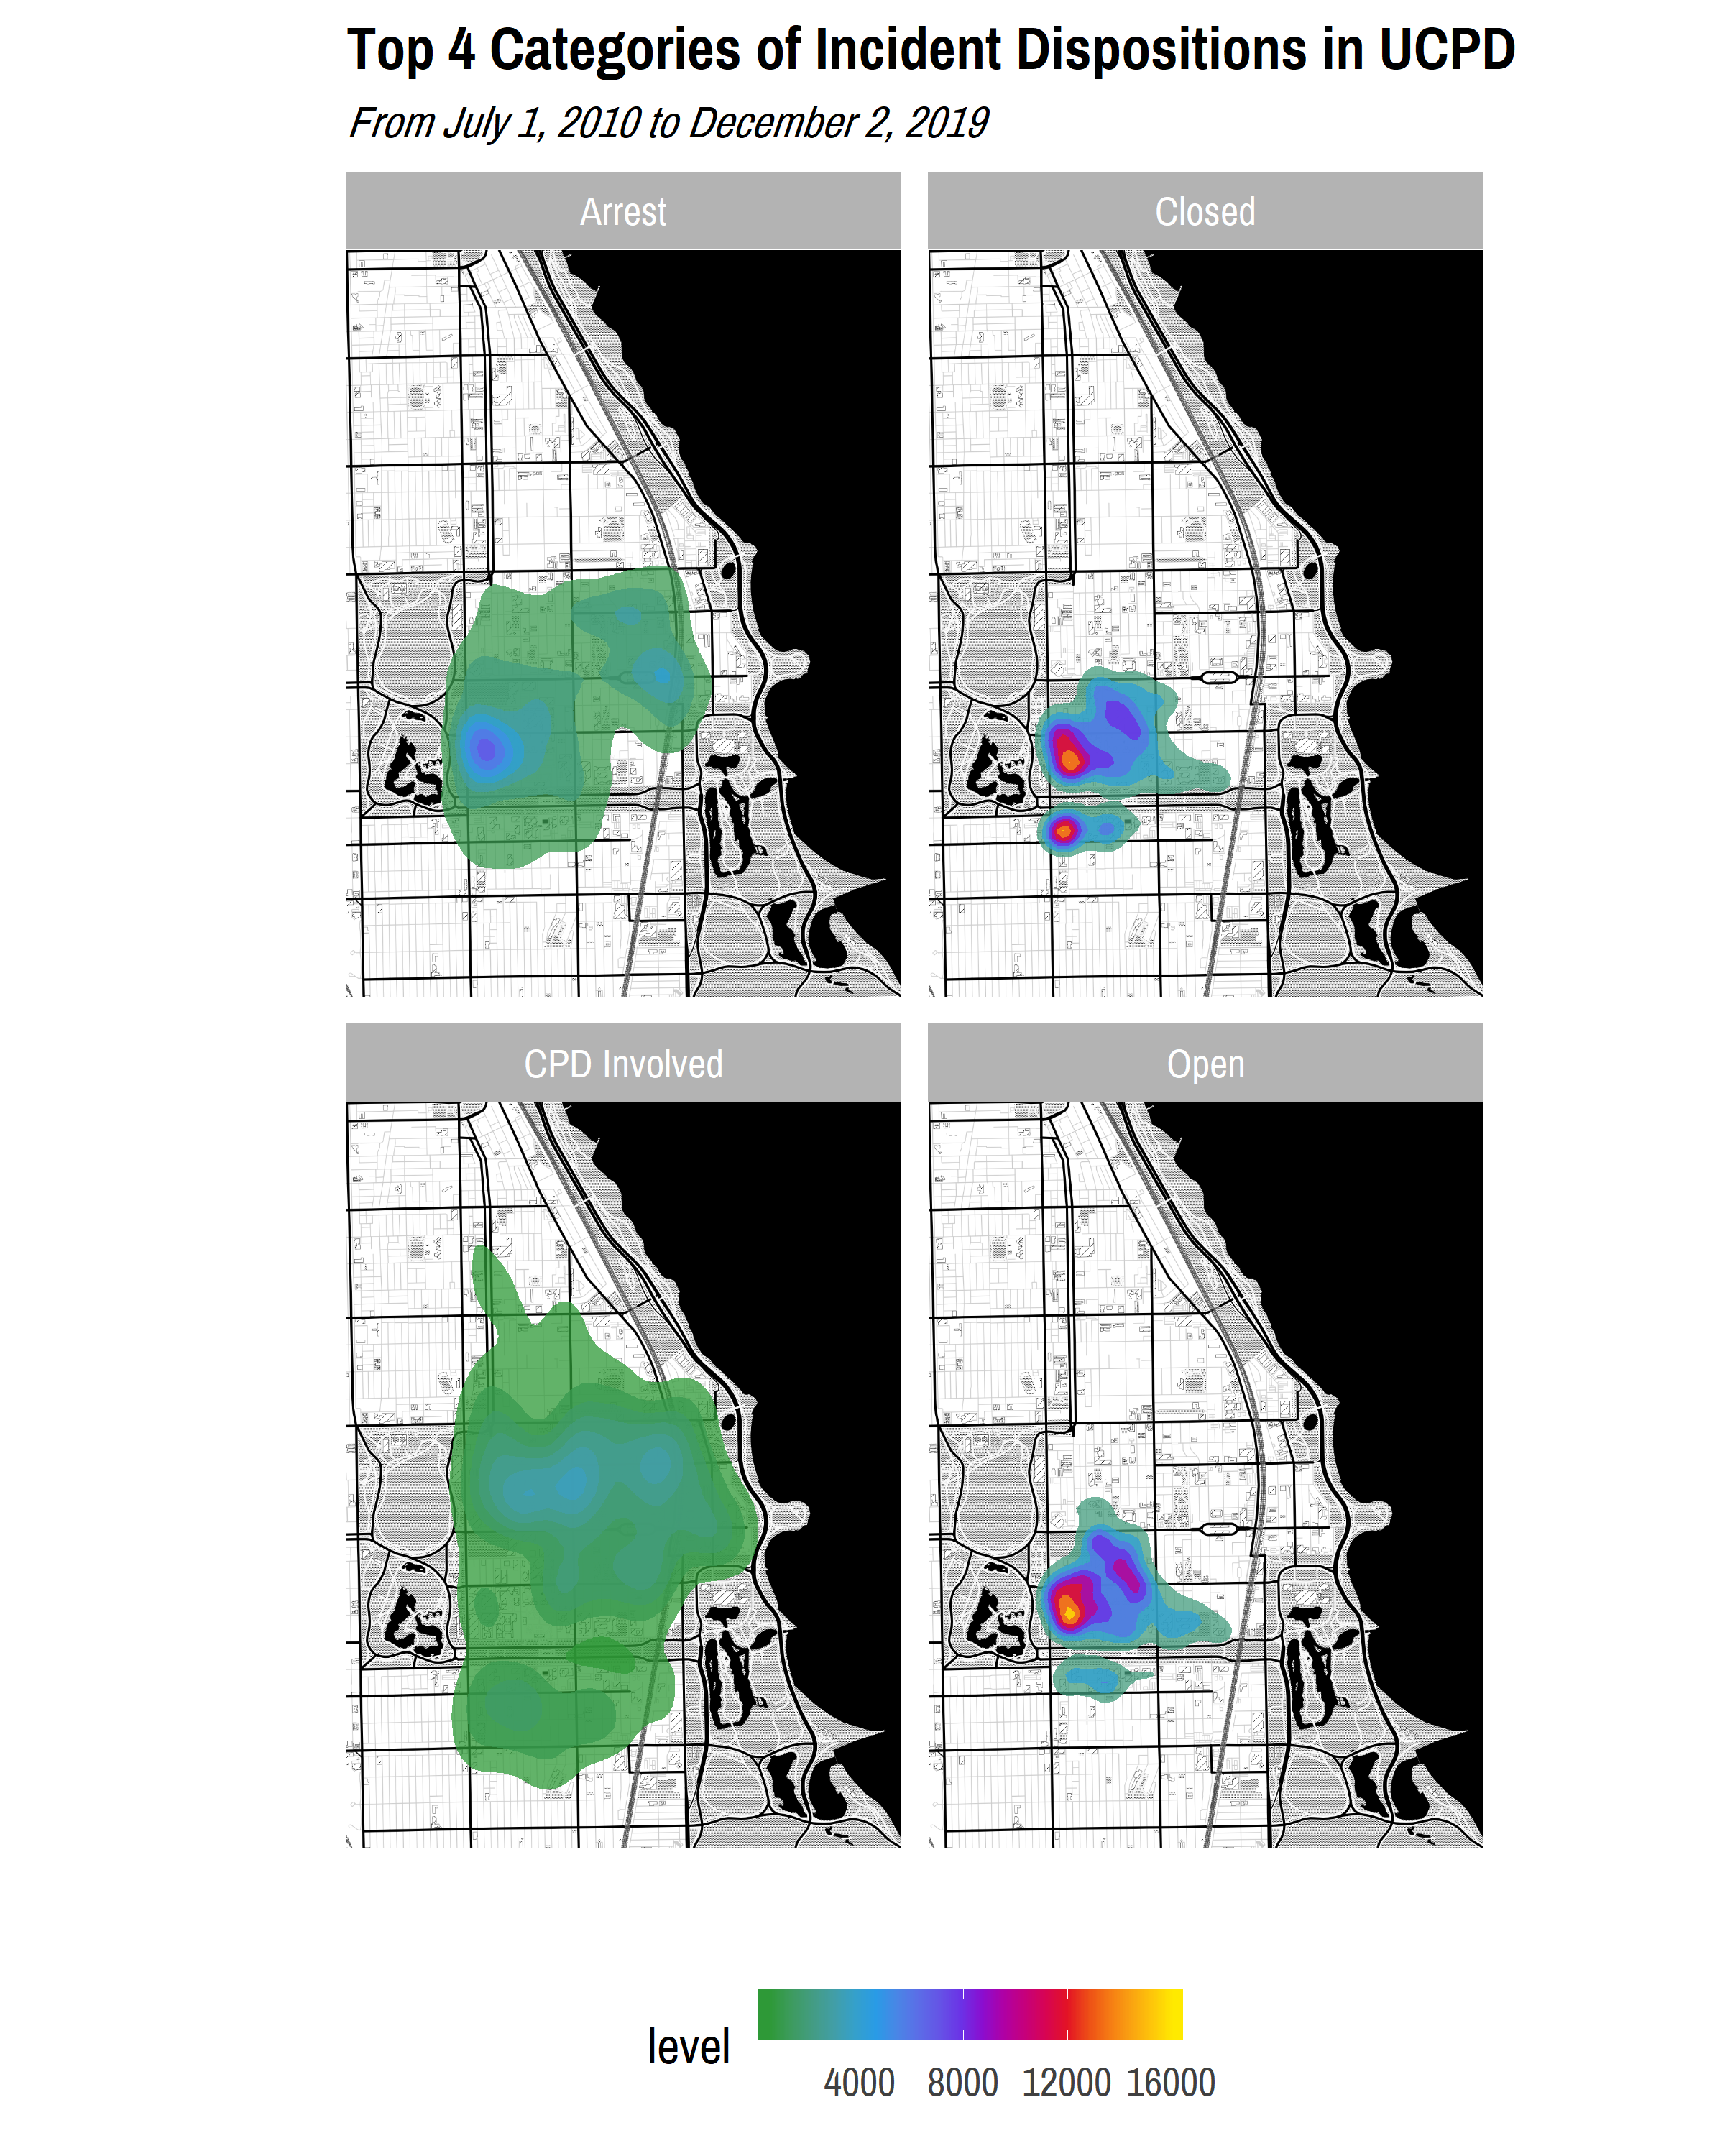 Top 4 Categories of Incident Dispositions in UCPD
From July 1, 2010 to December 2, 2019
Arrest
Closed
CPD Involved
Open
level
4000 8000 12000 16000